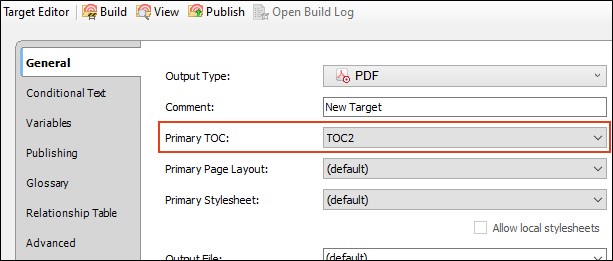 Target Editor Build View Publish Open Build Log
General
Conditional Text
Variables
Publishing
Glossary
Relationship Table
Advanced
Output Type: PDF
Comment: New Target
Primary TOC: TOC2
Primary Page Layout: (default)
Primary Stylesheet: (default)
Allow local stylesheets
Output File: (default)